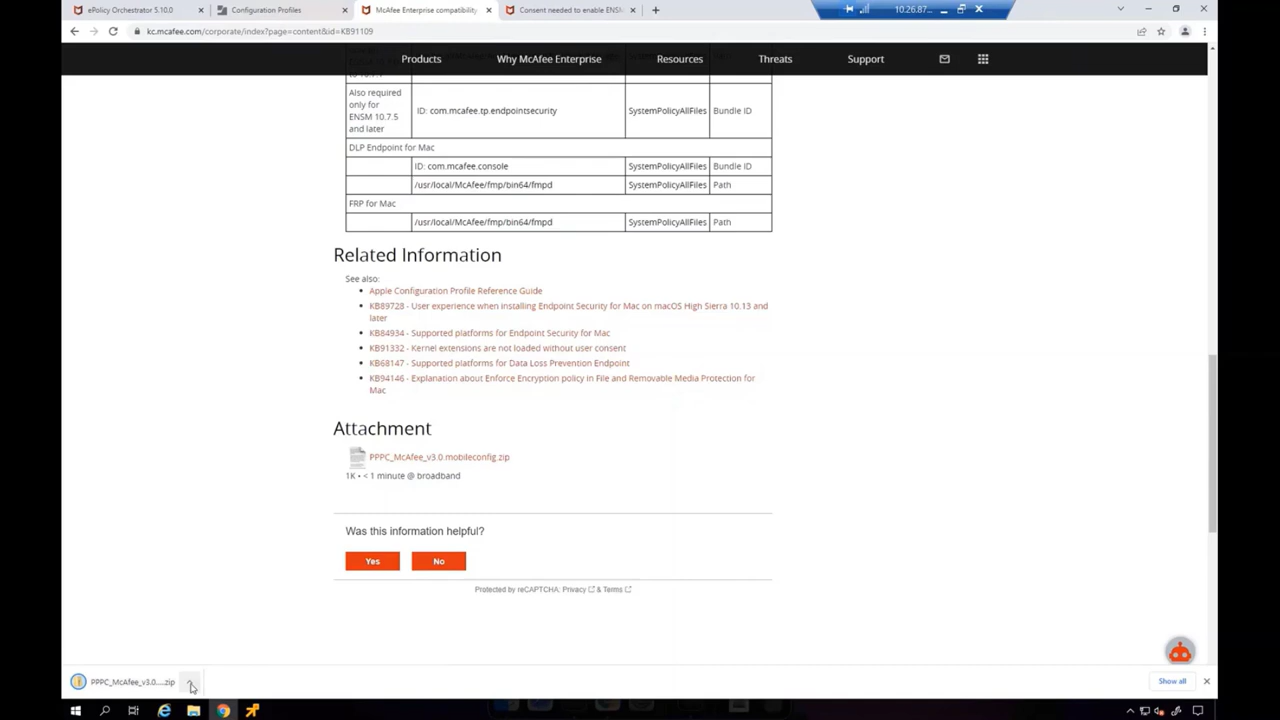 ePolicy Orchestrator 5.10.0
Configuration Profiles
McAfee Enterprise compatibility
Consent needed to enable ENSM
10.26.87
kc.mcafee.com/corporate/index?page=content&id=KB91109
Products
Why McAfee Enterprise
Resources
Threats
Support
to 10.7.1
Also required
only for
ENSM 10.7.5
and later
ID: com.mcafee.tp.endpointsecurity
SystemPolicyAllFiles
Bundle ID
DLP Endpoint for Mac
ID: com.mcafee.console
SystemPolicyAllFiles
Bundle ID
/usr/local/McAfee/fmp/bin64/fmpd
SystemPolicyAllFiles
Path
FRP for Mac
/usr/local/McAfee/fmp/bin64/fmpd
SystemPolicyAllFiles
Path
Related Information
See also:
Apple Configuration Profile Reference Guide
KB89728 - User experience when installing Endpoint Security for Mac on macOS High Sierra 10.13 and
later
KB84934 - Supported platforms for Endpoint Security for Mac
KB91332 - Kernel extensions are not loaded without user consent
KB68147 - Supported platforms for Data Loss Prevention Endpoint
KB94146 - Explanation about Enforce Encryption policy in File and Removable Media Protection for
Mac
Attachment
PPPC_McAfee_v3.0.mobileconfig.zip
1K • < 1 minute @ broadband
Was this information helpful?
Yes
No
Protected by reCAPTCHA: Privacy & Terms
PPPC_McAfee_v3.0....zip
Show all